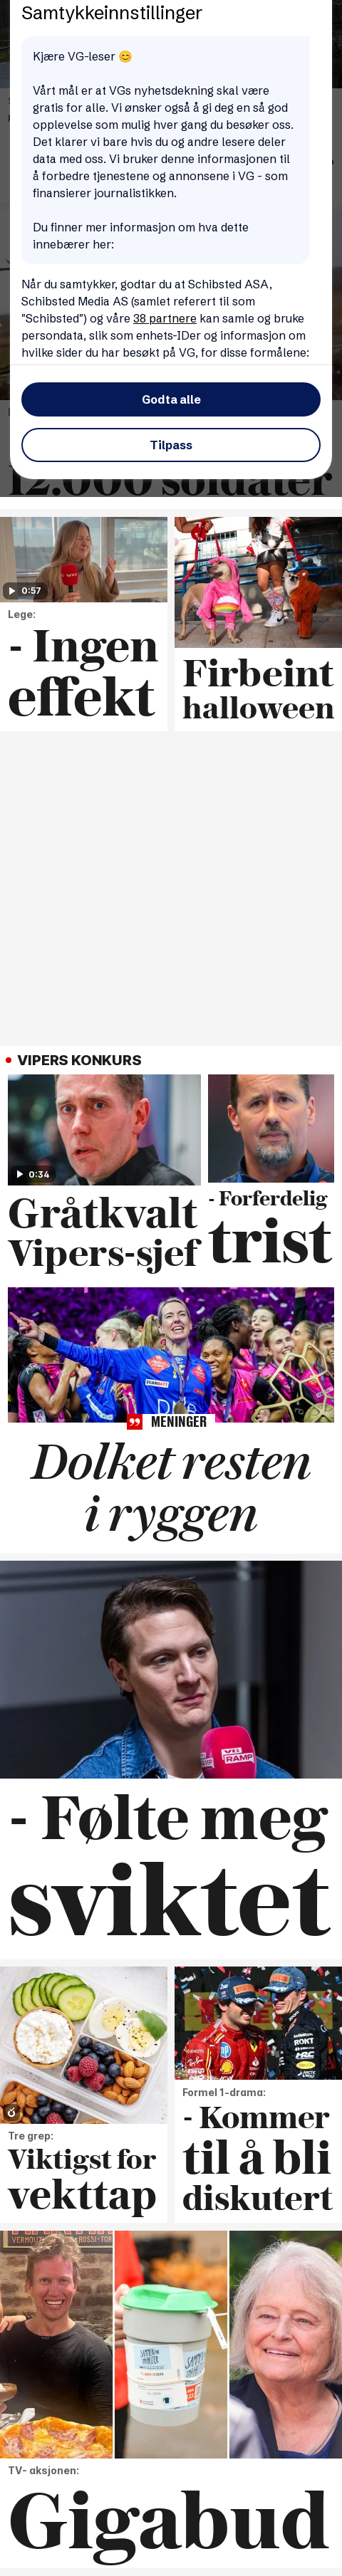 Samtykkeinnstillinger
Kjære VG-leser 😊
Vårt mål er at VGs nyhetsdekning skal være
gratis for alle. Vi ønsker også å gi deg en så god
opplevelse som mulig hver gang du besøker oss.
Det klarer vi bare hvis du og andre lesere deler
data med oss. Vi bruker denne informasjonen til
å forbedre tjenestene og annonsene i VG - som
finansierer journalistikken.
Du finner mer informasjon om hva dette
innebærer her:
Når du samtykker, godtar du at Schibsted ASA,
Schibsted Media AS (samlet referert til som
"Schibsted") og våre 38 partnere kan samle og bruke
persondata, slik som enhets-IDer og informasjon om
hvilke sider du har besøkt på VG, for disse formålene:
Godta alle
Tilpass
12.000 soldater
0:57
Lege:
- Ingen
effekt
Firbeint
halloween
VIPERS KONKURS
0:34
Gråtkvalt
Vipers-sjef
- Forferdelig
trist
MENINGER
Dolket resten
i ryggen
VG
RAMP
- Følte meg
sviktet
Tre grep:
Viktigst for
vekttap
Formel 1-drama:
- Kommer
til å bli
diskutert
TV- aksjonen:
Gigabud